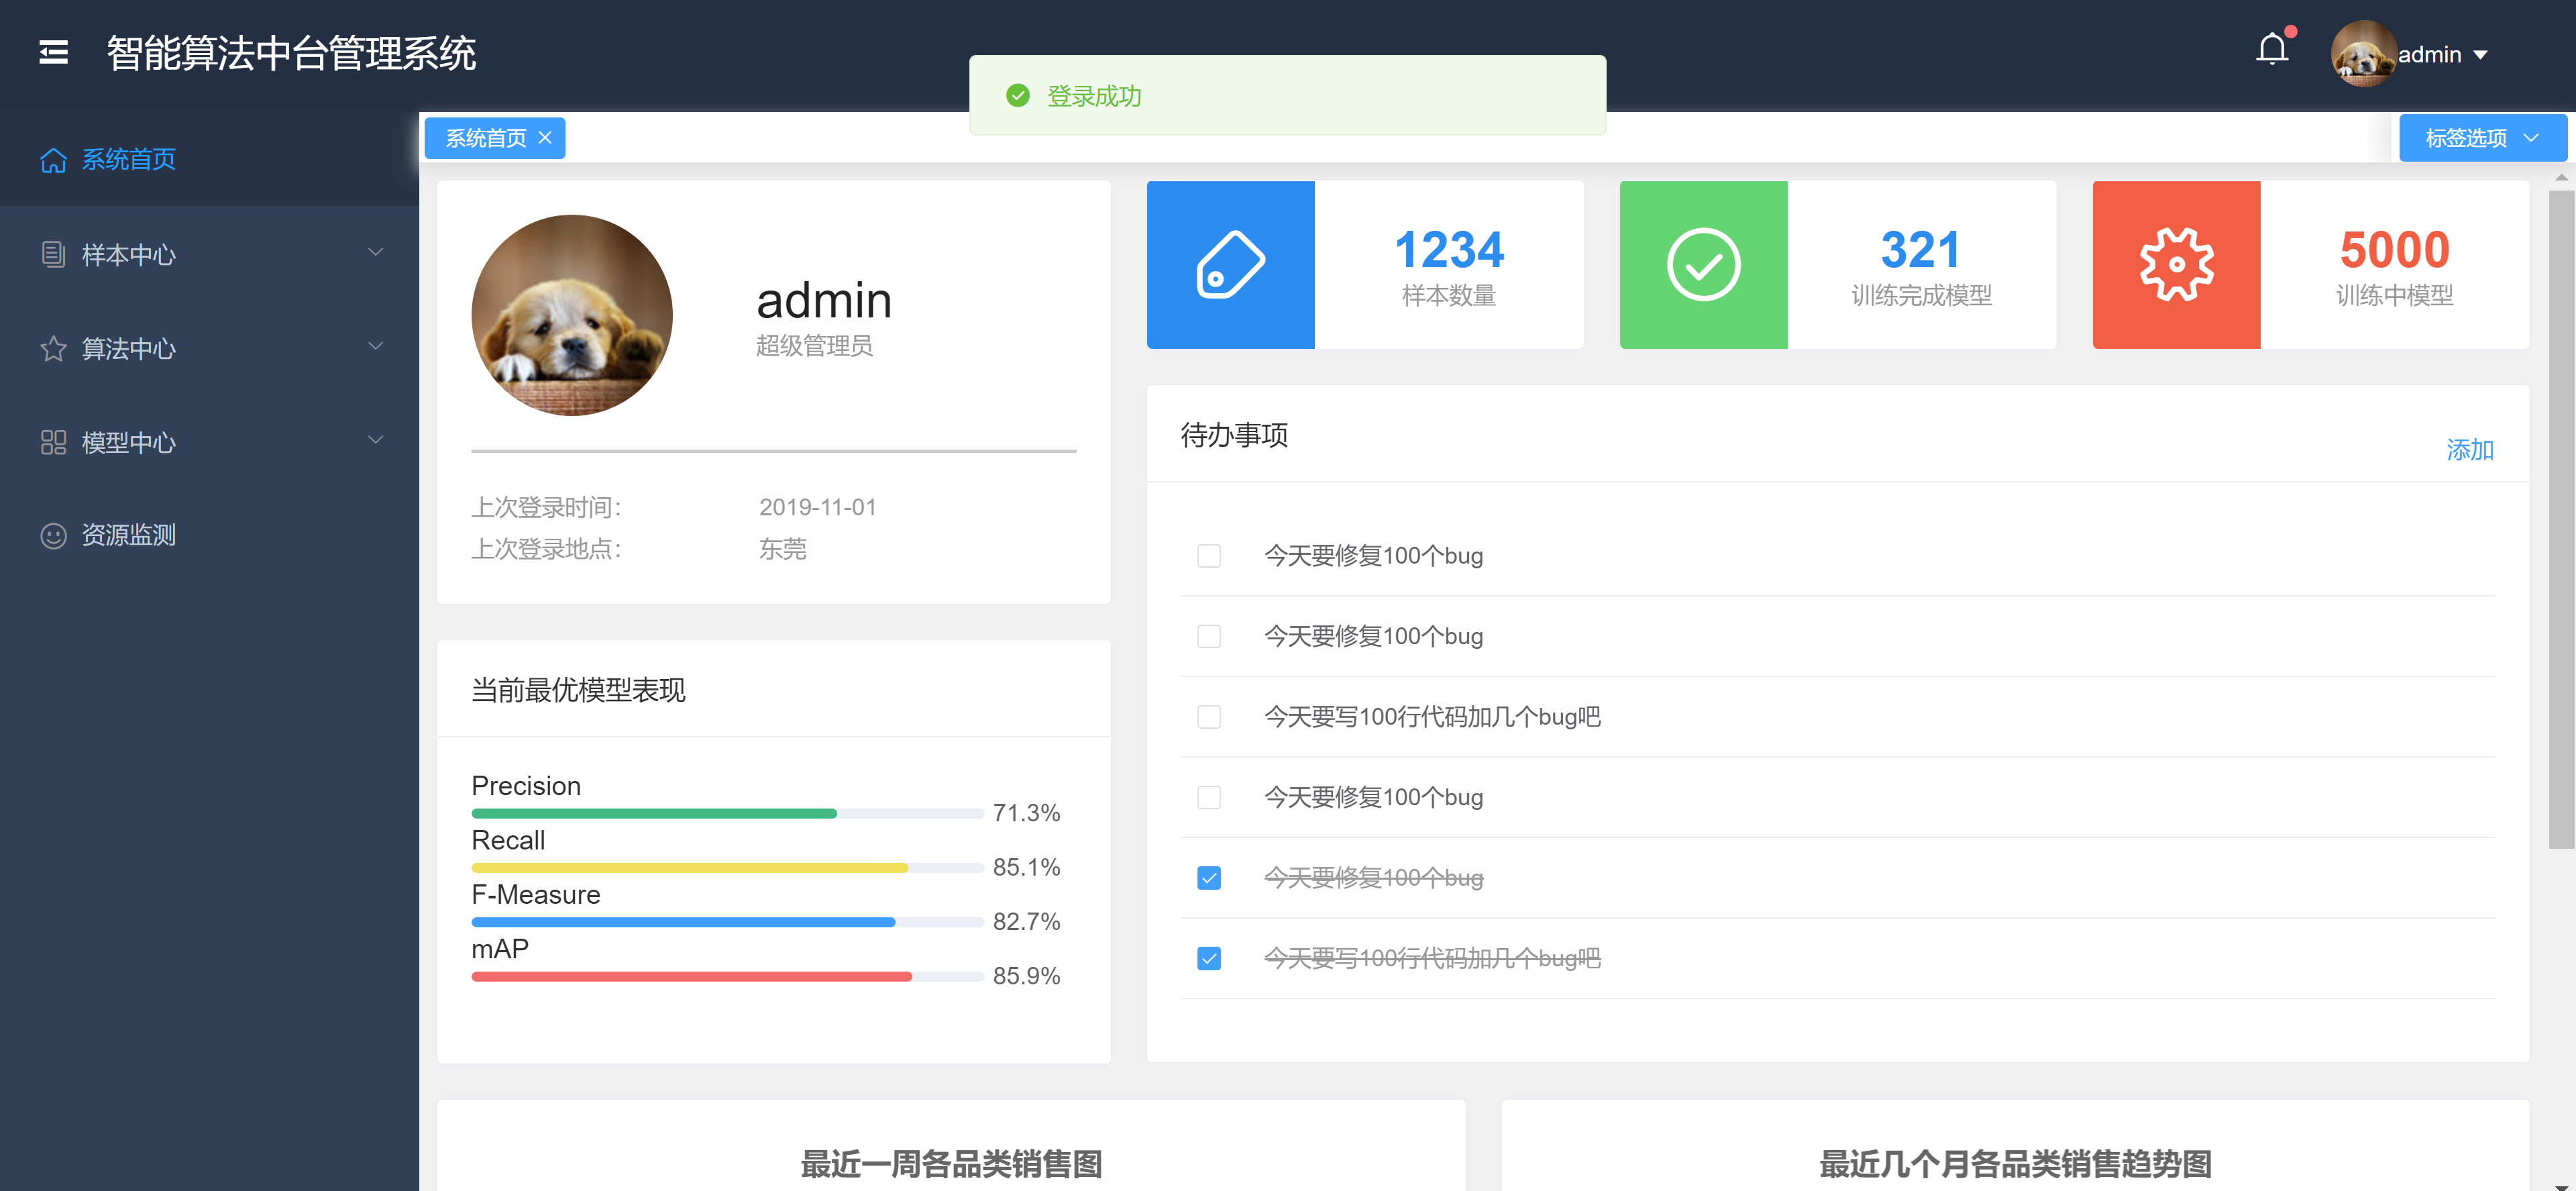 智能算法中台管理系统
登录成功
admin
系统首页
标签选项
系统首页
样本中心
算法中心
模型中心
资源监测
admin
超级管理员
上次登录时间:
2019-11-01
上次登录地点:
东莞
1234
样本数量
321
训练完成模型
5000
训练中模型
当前最优模型表现
Precision
71.3%
Recall
85.1%
F-Measure
82.7%
mAP
85.9%
待办事项
添加
今天要修复100个bug
今天要修复100个bug
今天要写100行代码加几个bug吧
今天要修复100个bug
今天要修复100个bug
今天要写100行代码加几个bug吧
最近一周各品类销售图
最近几个月各品类销售趋势图